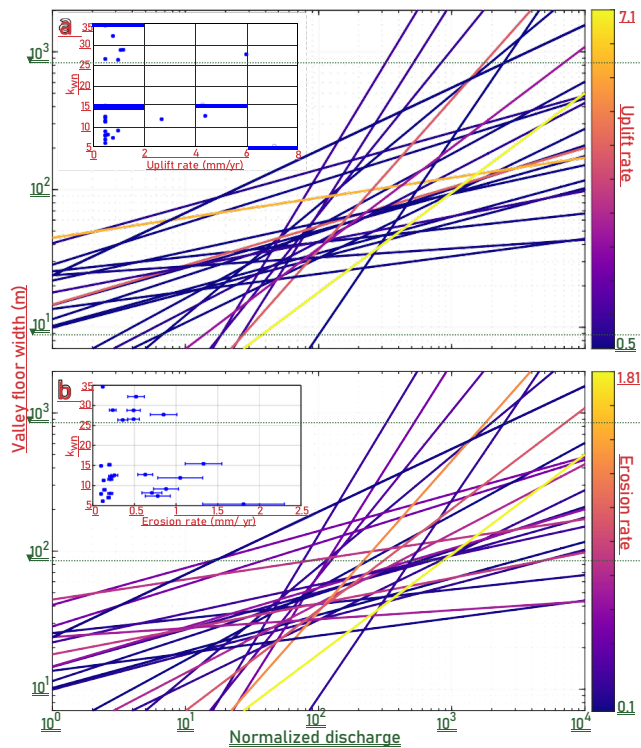 a
35
30
25
20
15
10
5
k_wn
0 2 4 6 8
Uplift rate (mm/yr)
10³
10²
10¹
7.1
Uplift rate
0.5
Valley floor width (m)
b
35
30
25
20
15
10
5
k_wn
0 0.5 1 1.5 2 2.5
Erosion rate (mm/ yr)
10³
10²
10¹
1.81
Erosion rate
0.1
10⁰ 10¹ 10² 10³ 10⁴
Normalized discharge